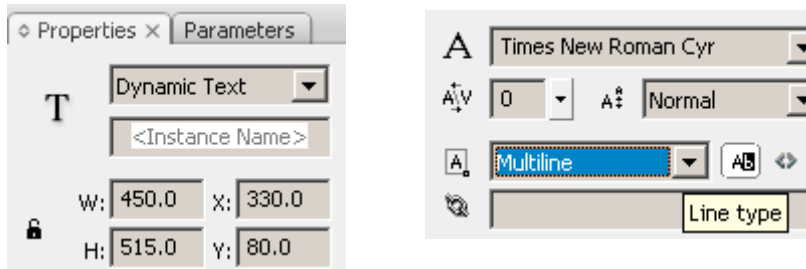 Properties Parameters
Dynamic Text
T
<Instance Name>
W: 450.0 X: 330.0
H: 515.0 Y: 80.0
A Times New Roman Cyr
A|V 0 A Normal
A Multiline AB
Line type